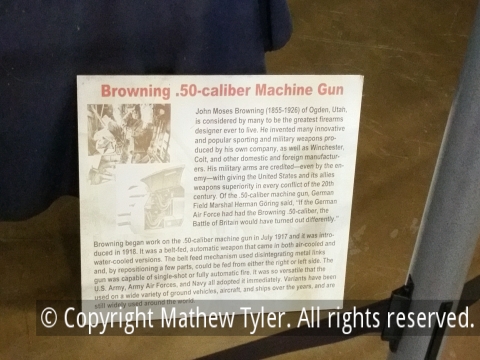 Browning .50-caliber Machine Gun
John Moses Browning (1855-1926) of Ogden, Utah,
is considered by many to be the greatest firearms
designer ever to live. He invented many innovative
and popular sporting and military weapons pro-
duced by his own company, as well as Winchester,
Colt, and other domestic and foreign manufactur-
ers. His military arms are credited—even by the en-
emy—with giving the United States and its allies
weapons superiority in every conflict of the 20th
century. Of the .50-caliber machine gun, German
Field Marshal Herman Göring said, "If the German
Air Force had had the Browning .50-caliber, the
Battle of Britain would have turned out differently."
Browning began work on the .50-caliber machine gun in July 1917 and it was intro-
duced in 1918. It was a belt-fed, automatic weapon that came in both air-cooled and
water-cooled versions. The belt feed mechanism used disintegrating metal links
and, by repositioning a few parts, could be fed from either the right or left side. The
gun was capable of single-shot or fully automatic fire. It was so versatile that the
U.S. Army, Army Air Forces, and Navy all adopted it immediately. Variants have been
used on a wide variety of ground vehicles, aircraft, and ships over the years, and are
still widely used around the world.
© Copyright Mathew Tyler. All rights reserved.